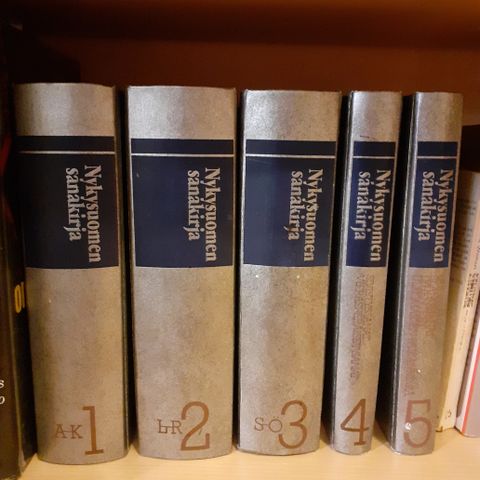 Nykysuomen
sanakirja
A-K 1
Nykysuomen
sanakirja
L-R 2
Nykysuomen
sanakirja
S-Ö 3
Nykysuomen
sanakirja
4
Nykysuomen
sanakirja
5